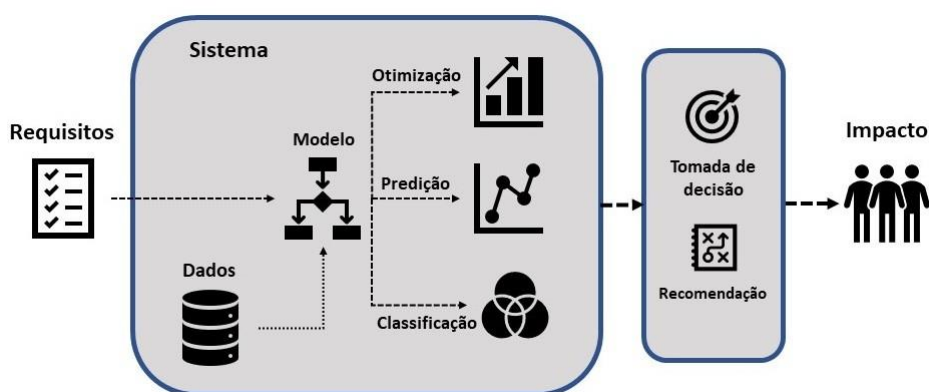 Sistema
Otimização
Requisitos
Modelo
Impacto
Tomada de
decisão
Predição
Dados
Recomendação
Classificação